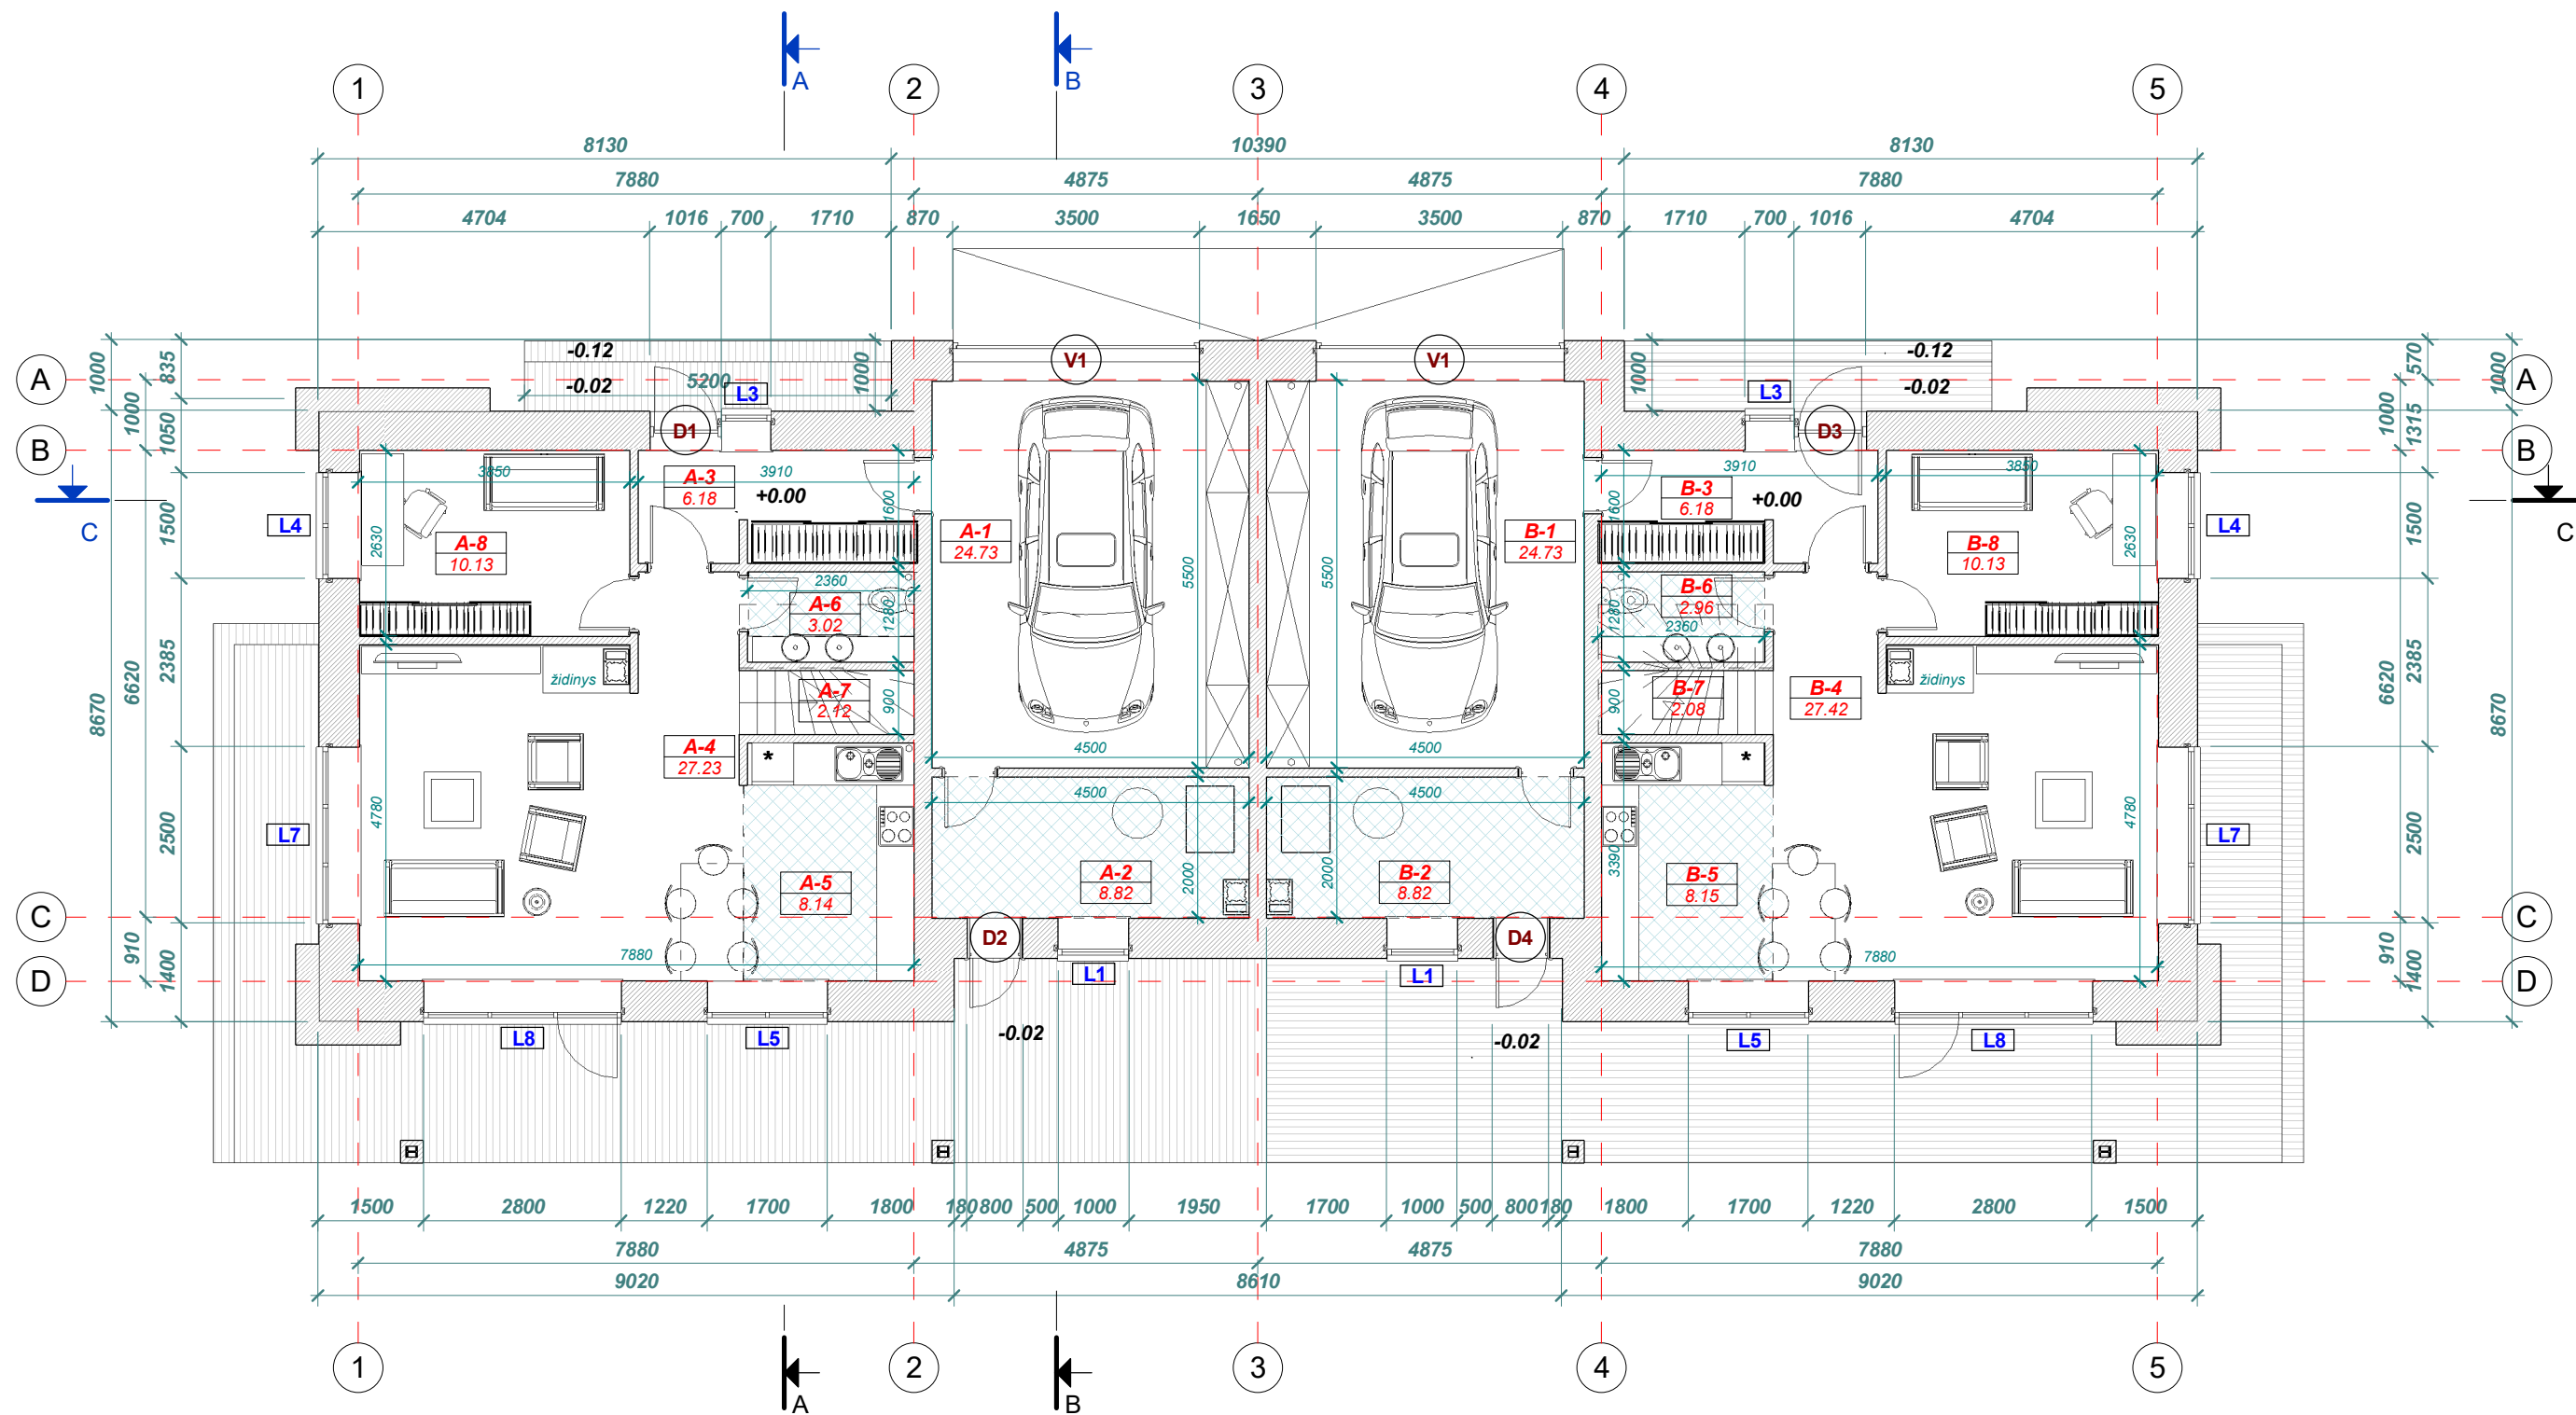 A B
1 2 3 4 5
8130 10390 8130
7880 4875 4875 7880
4704 1016 700 1710 870 3500 1650 3500 870 1710 700 1016 4704
-0.12 -0.12
1000 835 1000 V1 V1 1000 570 1000
A -0.02 5200 L3 L3 -0.02 A
1000 1050 D1 D3 1000 1315
B B
3850 A-3 3910 3910 B-3 3850
6.18 +0.00 6.18 +0.00
C C
1500 L4 2630 A-8 1600 A-1 B-1 1600 B-8 2630 L4 1500
10.13 24.73 24.73 10.13
2360 5500 5500
A-6 1280 1280 B-6
3.02 2.96
2360
8670 6620 2385 židinys A-7 900 900 B-7 B-4 židinys 2385 6620 8670
2.12 2.08 27.42
A-4 * 4500 4500 *
27.23
4500 4500
2500 L7 4780 4780 L7 2500
A-5 A-2 2000 2000 B-2 3390 B-5
8.14 8.82 8.82 8.15
C C
910 1400 7880 D2 L1 L1 D4 7880 910 1400
D D
L8 L5 -0.02 -0.02 L5 L8
1500 2800 1220 1700 1800 180 800 500 1000 1950 1700 1000 500 800 180 1800 1700 1220 2800 1500
7880 4875 4875 7880
9020 8610 9020
1 2 3 4 5
A B